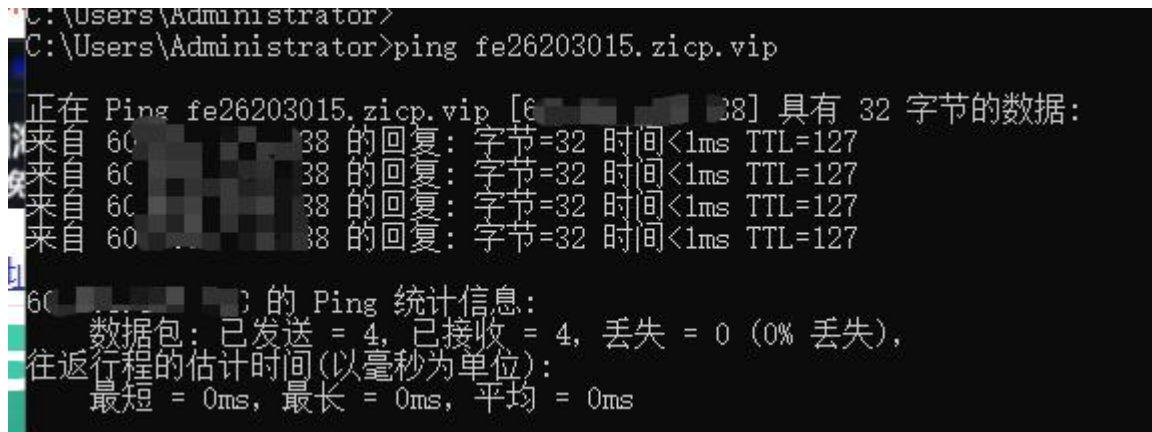 C:\Users\Administrator>
C:\Users\Administrator>ping fe26203015.zicp.vip
正在 Ping fe26203015.zicp.vip [6 38] 具有 32 字节的数据:
来自 60 38 的回复: 字节=32 时间<1ms TTL=127
来自 60 38 的回复: 字节=32 时间<1ms TTL=127
来自 60 38 的回复: 字节=32 时间<1ms TTL=127
来自 60 38 的回复: 字节=32 时间<1ms TTL=127
60 的 Ping 统计信息:
数据包: 已发送 = 4, 已接收 = 4, 丢失 = 0 (0% 丢失),
往返行程的估计时间(以毫秒为单位):
最短 = 0ms, 最长 = 0ms, 平均 = 0ms